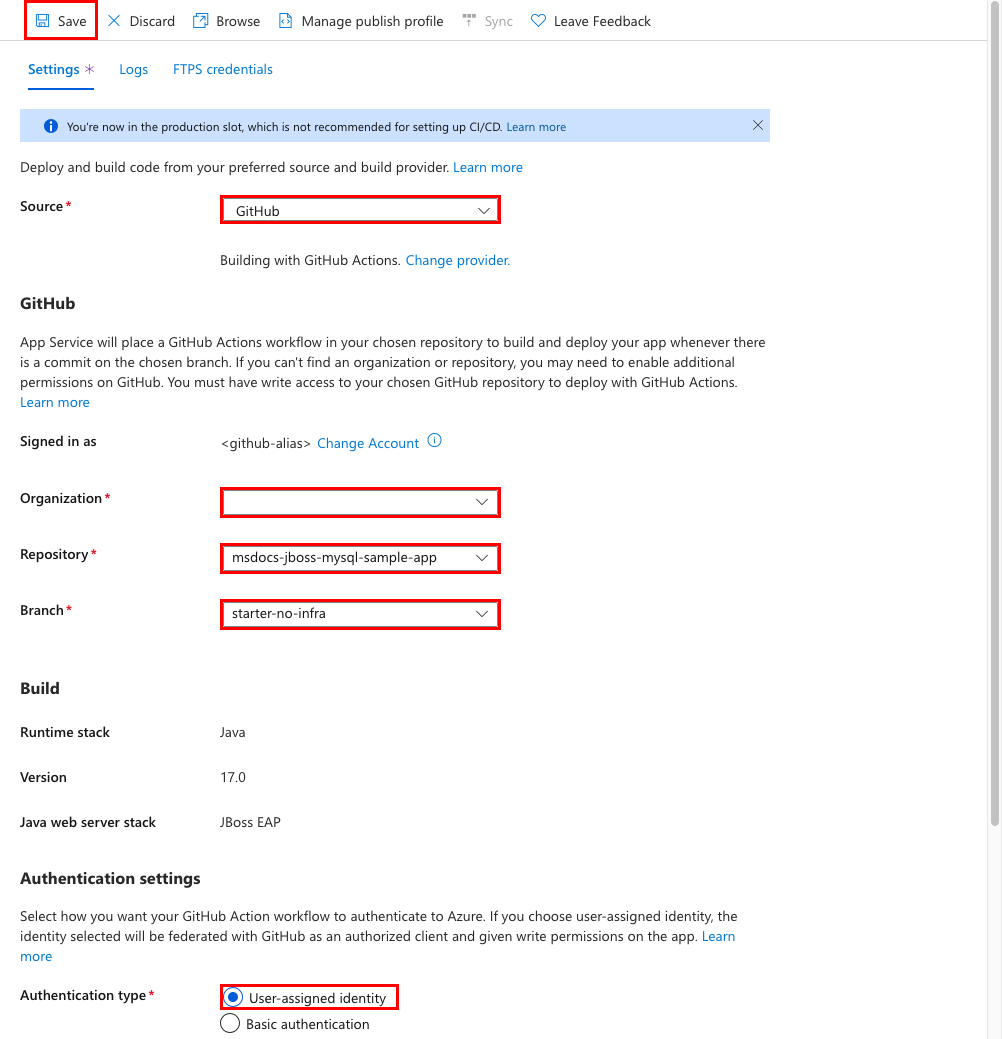 Save Discard Browse Manage publish profile Sync Leave Feedback
Settings * Logs FTPS credentials
You're now in the production slot, which is not recommended for setting up CI/CD. Learn more
Deploy and build code from your preferred source and build provider. Learn more
Source* GitHub
Building with GitHub Actions. Change provider.
GitHub
App Service will place a GitHub Actions workflow in your chosen repository to build and deploy your app whenever there
is a commit on the chosen branch. If you can't find an organization or repository, you may need to enable additional
permissions on GitHub. You must have write access to your chosen GitHub repository to deploy with GitHub Actions.
Learn more
Signed in as <github-alias> Change Account
Organization*
Repository* msdocs-jboss-mysql-sample-app
Branch* starter-no-infra
Build
Runtime stack Java
Version 17.0
Java web server stack JBoss EAP
Authentication settings
Select how you want your GitHub Action workflow to authenticate to Azure. If you choose user-assigned identity, the
identity selected will be federated with GitHub as an authorized client and given write permissions on the app. Learn
more
Authentication type* User-assigned identity
Basic authentication